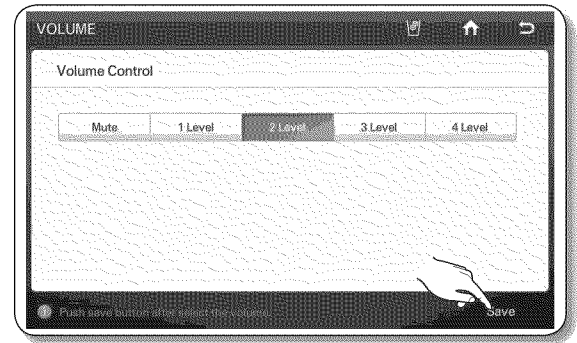 VOLUME
Volume Control
Mute 1 Level 2 Level 3 Level 4 Level
Push save button after select the volume.
Save